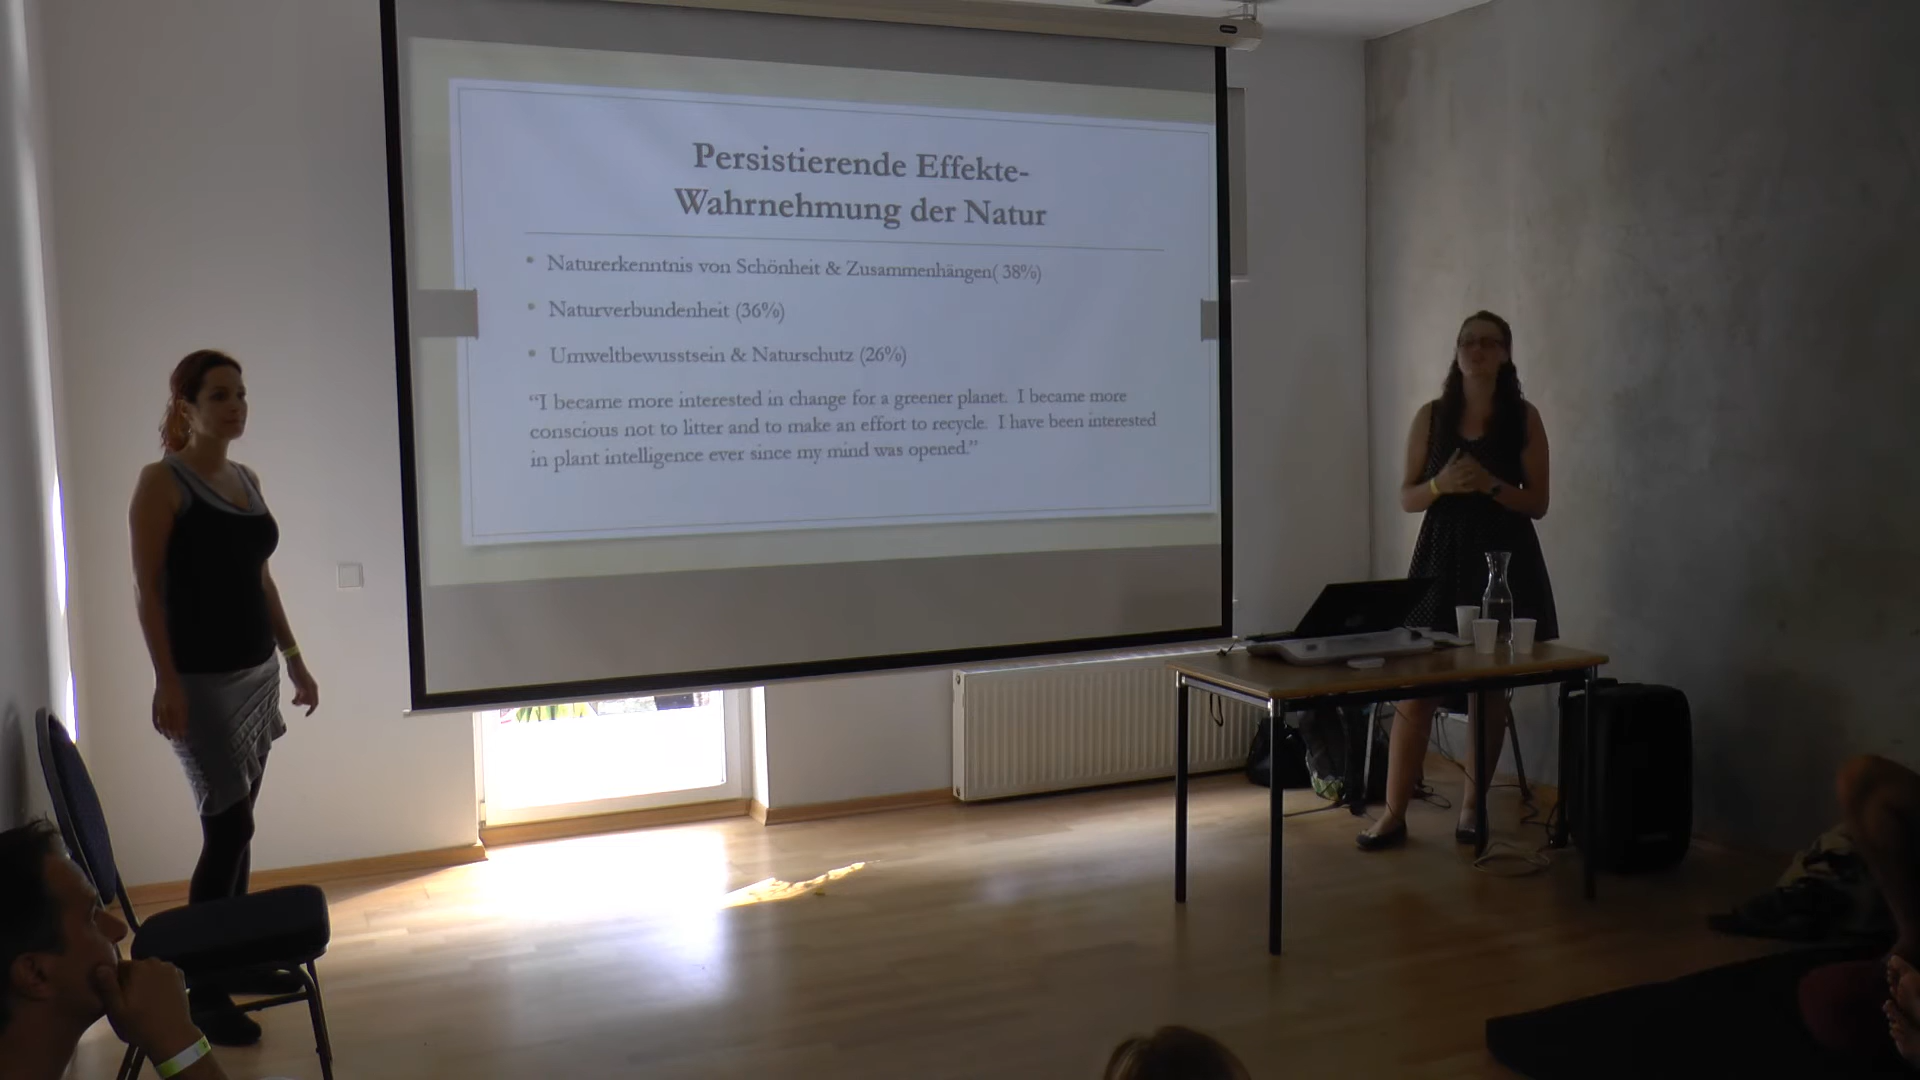 Persistierende Effekte-
Wahrnehmung der Natur
• Naturerkenntnis von Schönheit & Zusammenhängen( 38%)
• Naturverbundenheit (36%)
• Umweltbewusstsein & Naturschutz (26%)
“I became more interested in change for a greener planet. I became more
conscious not to litter and to make an effort to recycle. I have been interested
in plant intelligence ever since my mind was opened.”